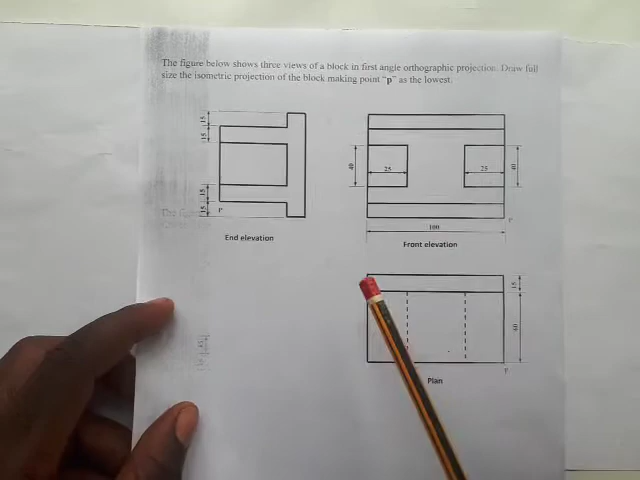 The figure below shows three views of a block in first angle orthographic projection. Draw full
size the isometric projection of the block making point "p" as the lowest.
15
15
40
25
25
40
15
15
P
P
100
End elevation
Front elevation
15
60
P
Plan